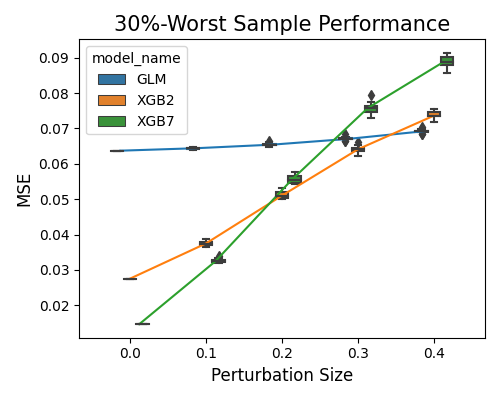 30%-Worst Sample Performance
model_name
GLM
XGB2
XGB7
MSE
0.09
0.08
0.07
0.06
0.05
0.04
0.03
0.02
0.0 0.1 0.2 0.3 0.4
Perturbation Size